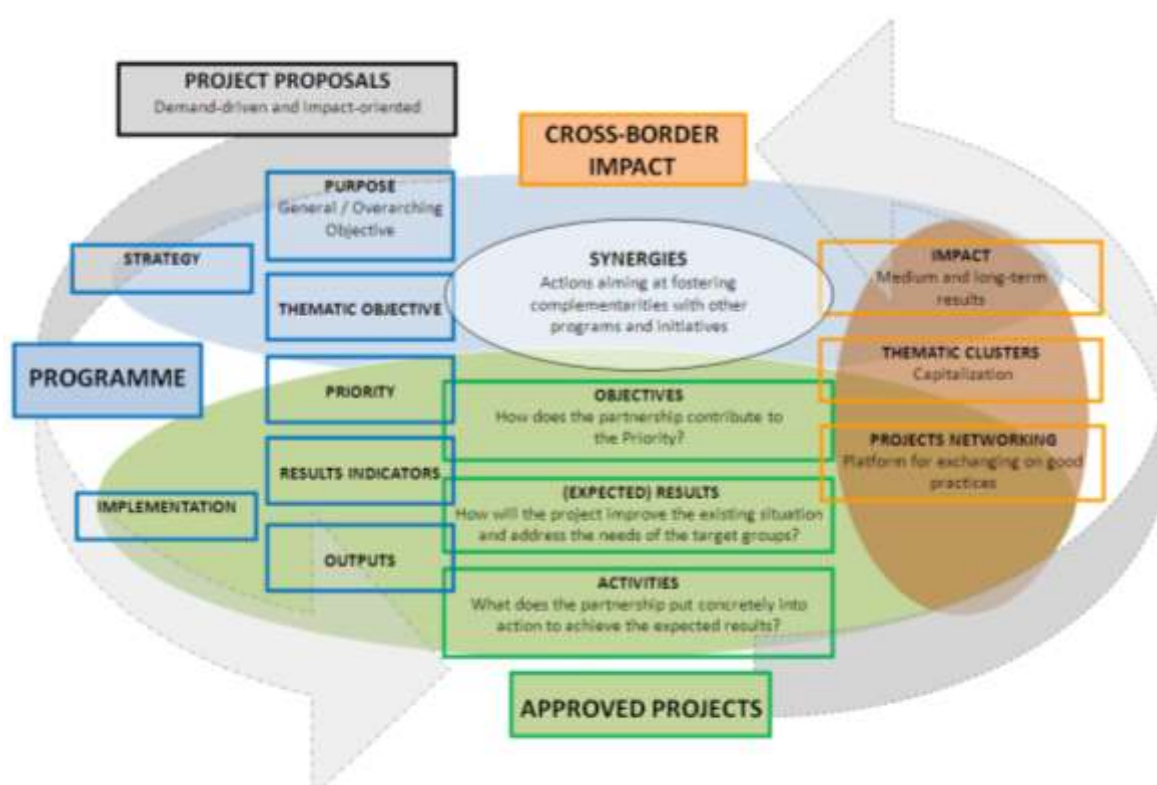 PROJECT PROPOSALS
Demand-driven and impact-oriented
CROSS-BORDER
IMPACT
PURPOSE
General / Overarching
Objective
STRATEGY
THEMATIC OBJECTIVE
SYNERGIES
Actions aiming at fostering
complementarities with other
programs and initiatives
IMPACT
Medium and long-term
results
PROGRAMME
PRIORITY
THEMATIC CLUSTERS
Capitalization
OBJECTIVES
How does the partnership contribute to
the Priority?
PROJECTS NETWORKING
Platform for exchanging on good
practices
RESULTS INDICATORS
IMPLEMENTATION
(EXPECTED) RESULTS
How will the project improve the existing situation
and address the needs of the target groups?
OUTPUTS
ACTIVITIES
What does the partnership put concretely into
action to achieve the expected results?
APPROVED PROJECTS